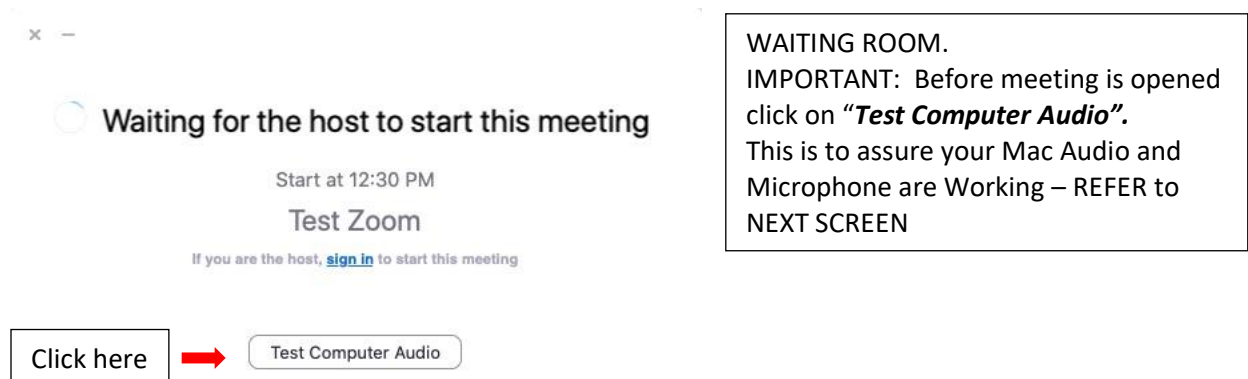 Waiting for the host to start this meeting
Start at 12:30 PM
Test Zoom
If you are the host, sign in to start this meeting
Click here
Test Computer Audio
WAITING ROOM.
IMPORTANT:  Before meeting is opened
click on “Test Computer Audio”.
This is to assure your Mac Audio and
Microphone are Working – REFER to
NEXT SCREEN